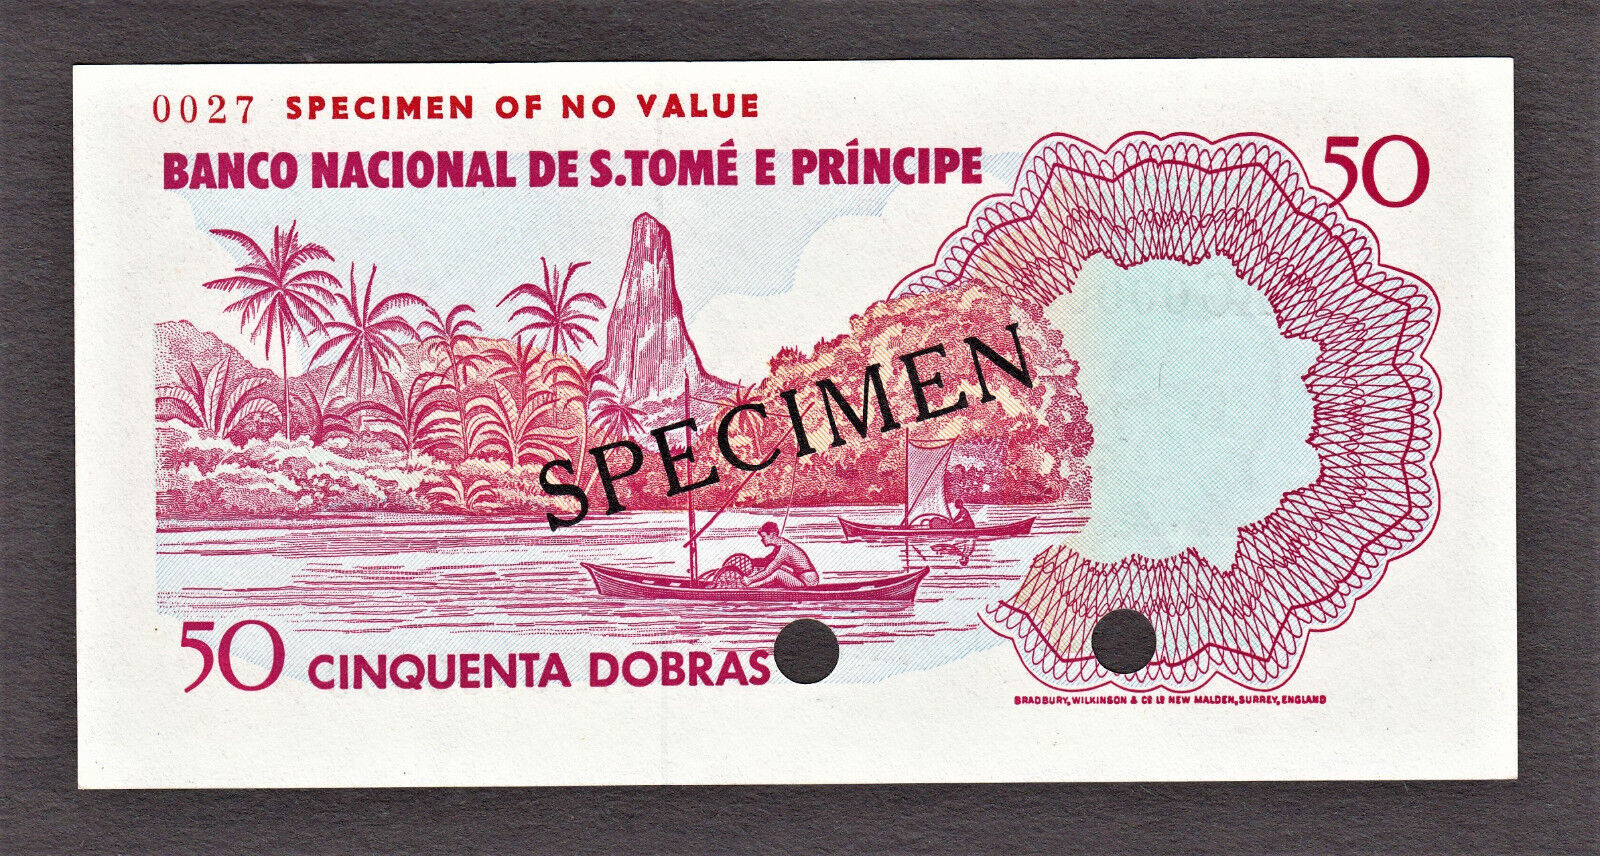 0027 SPECIMEN OF NO VALUE
BANCO NACIONAL DE S.TOMÉ E PRÍNCIPE
50
SPECIMEN
50 CINQUENTA DOBRAS
BRADBURY, WILKINSON & Cº Lº NEW MALDEN, SURREY, ENGLAND